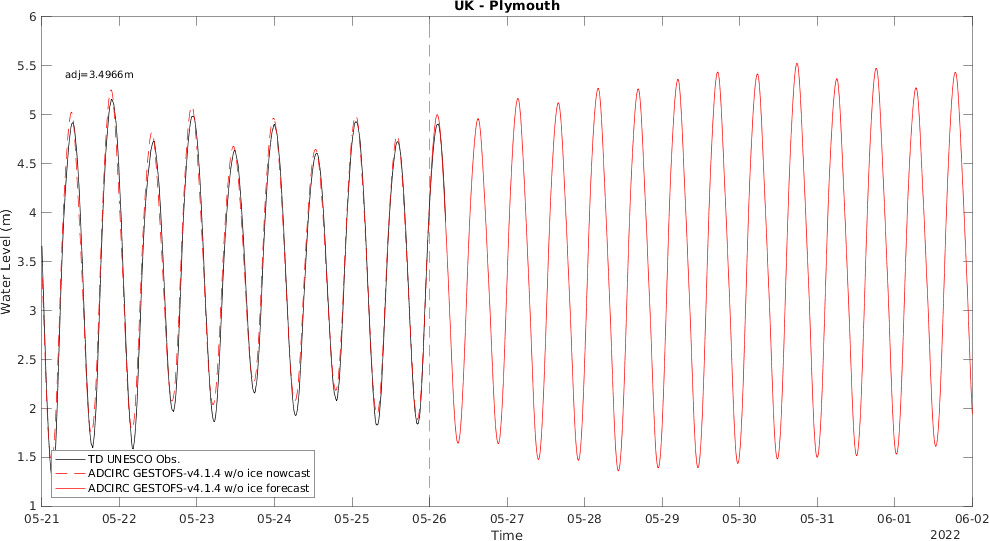 UK - Plymouth
6
5.5
adj=3.4966m
5
4.5
4
Water Level (m)
3.5
3
2.5
2
1.5
1
TD UNESCO Obs.
ADCIRC GESTOFS-v4.1.4 w/o ice nowcast
ADCIRC GESTOFS-v4.1.4 w/o ice forecast
05-21 05-22 05-23 05-24 05-25 05-26 05-27 05-28 05-29 05-30 05-31 06-01 06-02
Time
2022